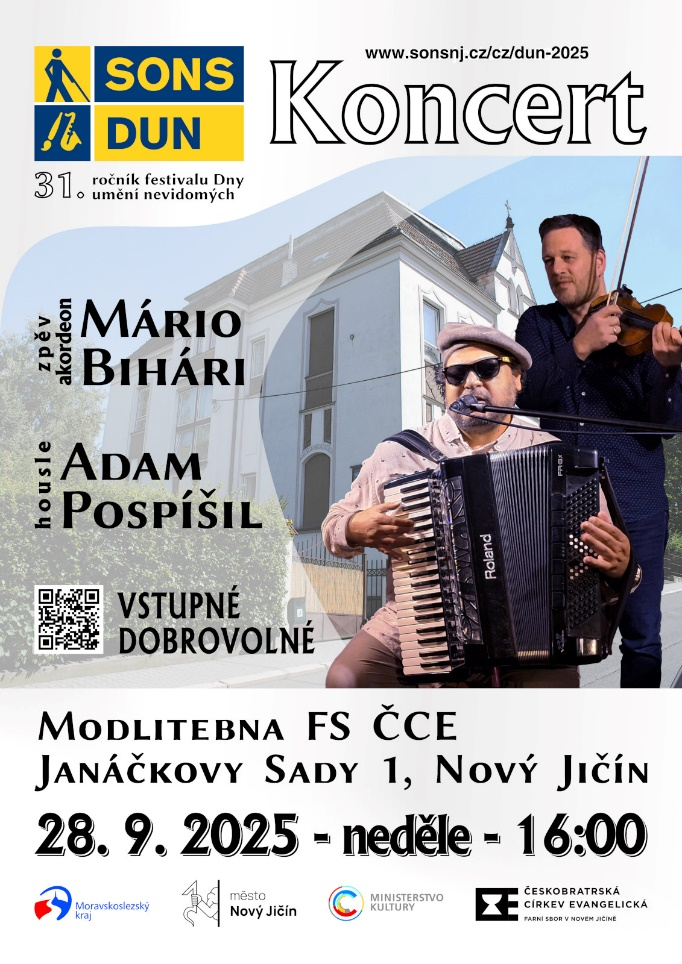 www.sonsnj.cz/cz/dun-2025
SONS
DUN
Koncert
31. ročník festivalu Dny
umění nevidomých
zpěv
akordeon
Mário
Bihári
housle
Adam
Pospíšil
Roland
FR-8X
VSTUPNÉ
DOBROVOLNÉ
Modlitebna FS ČCE
Janáčkovy Sady 1, Nový Jičín
28. 9. 2025 - neděle - 16:00
Moravskoslezský
kraj
město
Nový Jičín
MINISTERSTVO
KULTURY
ČESKOBRATRSKÁ
CÍRKEV EVANGELICKÁ
FARNÍ SBOR V NOVÉM JIČÍNĚ